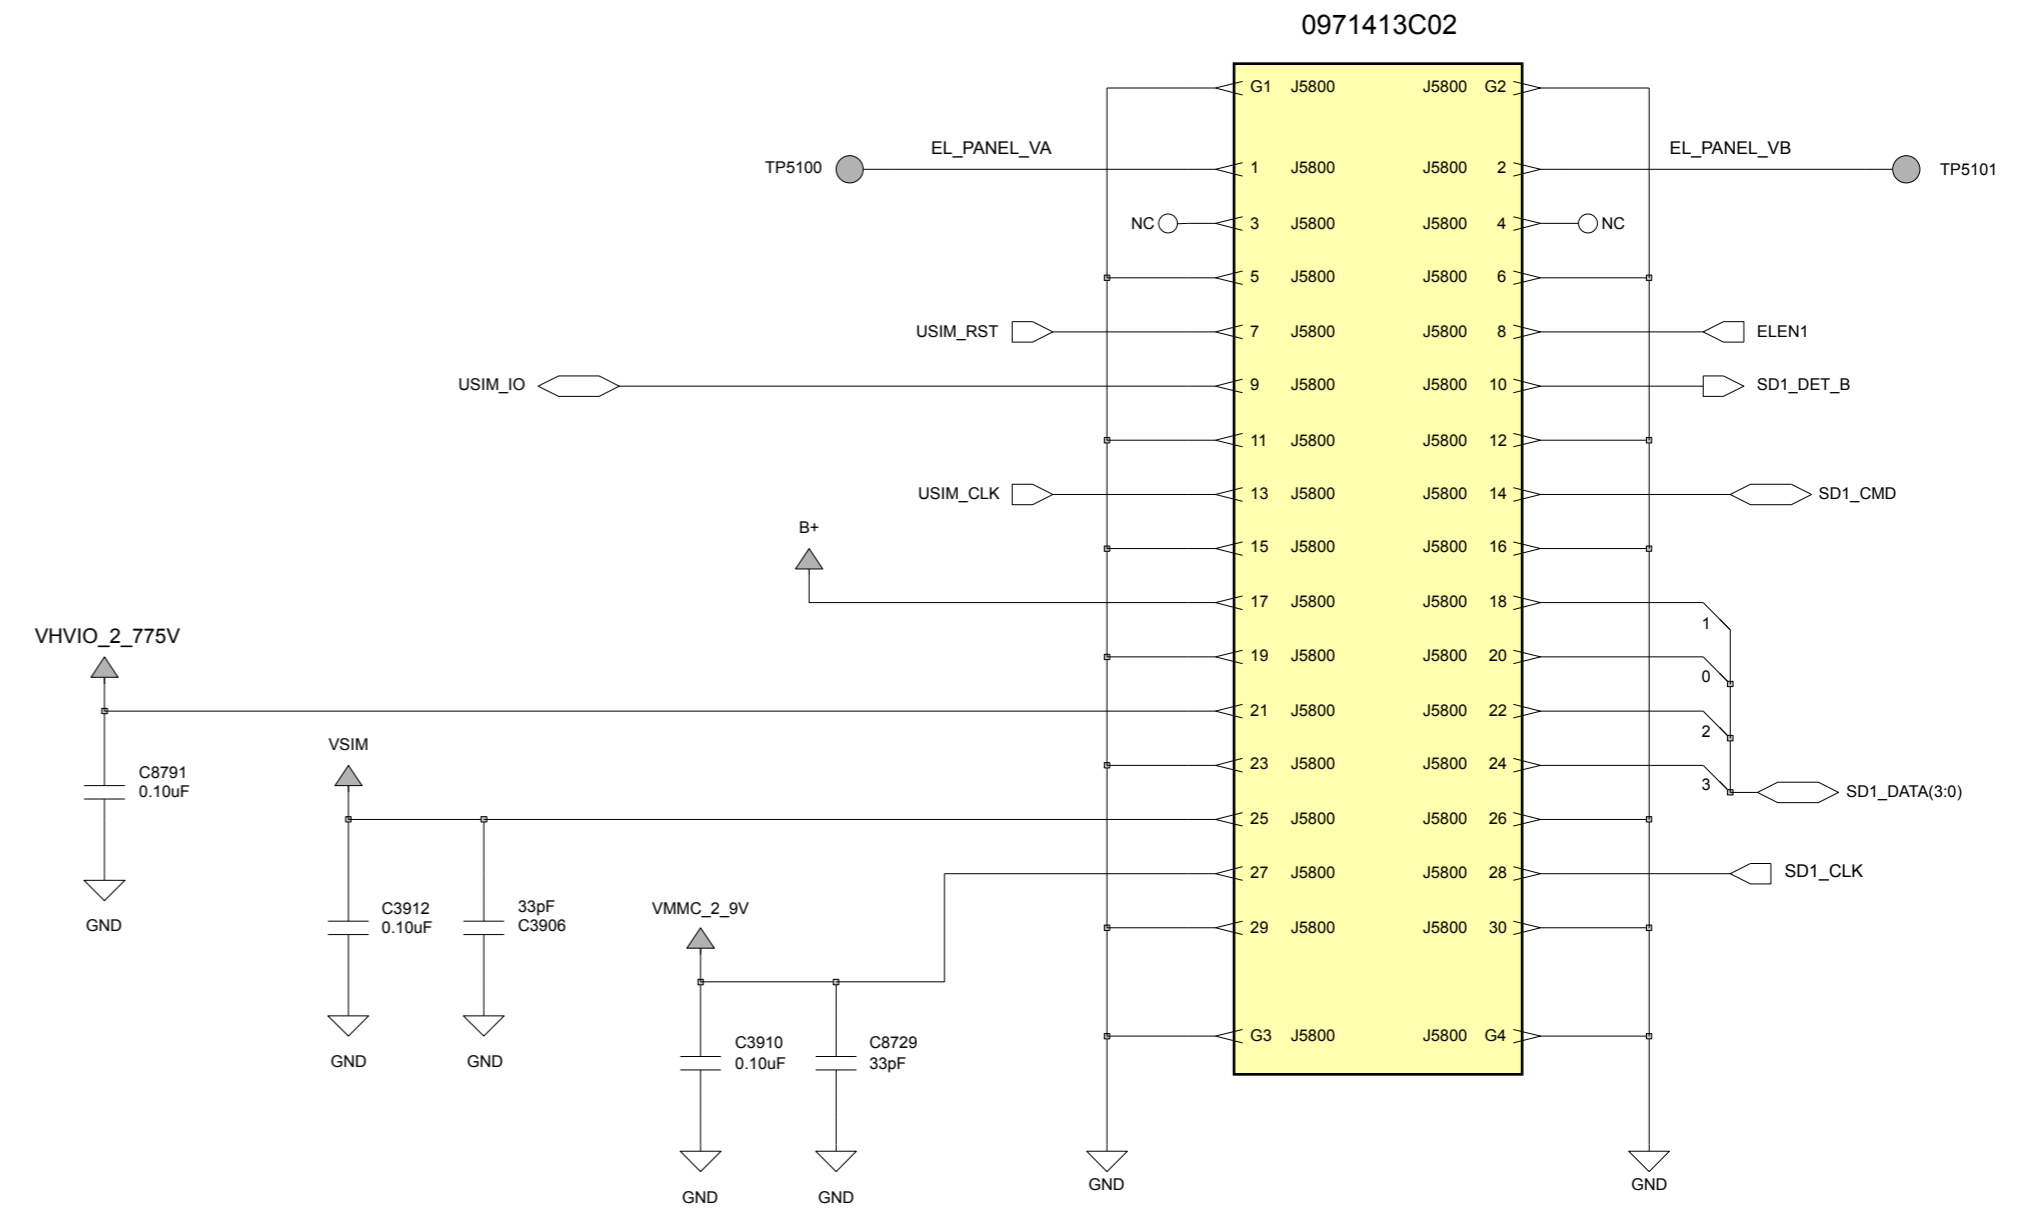 0971413C02
G1 J5800 J5800 G2
EL_PANEL_VA EL_PANEL_VB
TP5100 1 J5800 J5800 2 TP5101
NC 3 J5800 J5800 4 NC
5 J5800 J5800 6
USIM_RST 7 J5800 J5800 8 ELEN1
USIM_IO 9 J5800 J5800 10 SD1_DET_B
11 J5800 J5800 12
USIM_CLK 13 J5800 J5800 14 SD1_CMD
B+
15 J5800 J5800 16
17 J5800 J5800 18
1
VHVIO_2_775V
19 J5800 J5800 20
0
21 J5800 J5800 22
2
VSIM
23 J5800 J5800 24
C8791
0.10uF
3
SD1_DATA(3:0)
25 J5800 J5800 26
27 J5800 J5800 28 SD1_CLK
C3912
0.10uF
33pF
C3906
VMMC_2_9V
GND
29 J5800 J5800 30
G3 J5800 J5800 G4
C3910
0.10uF
C8729
33pF
GND GND
GND GND
GND GND